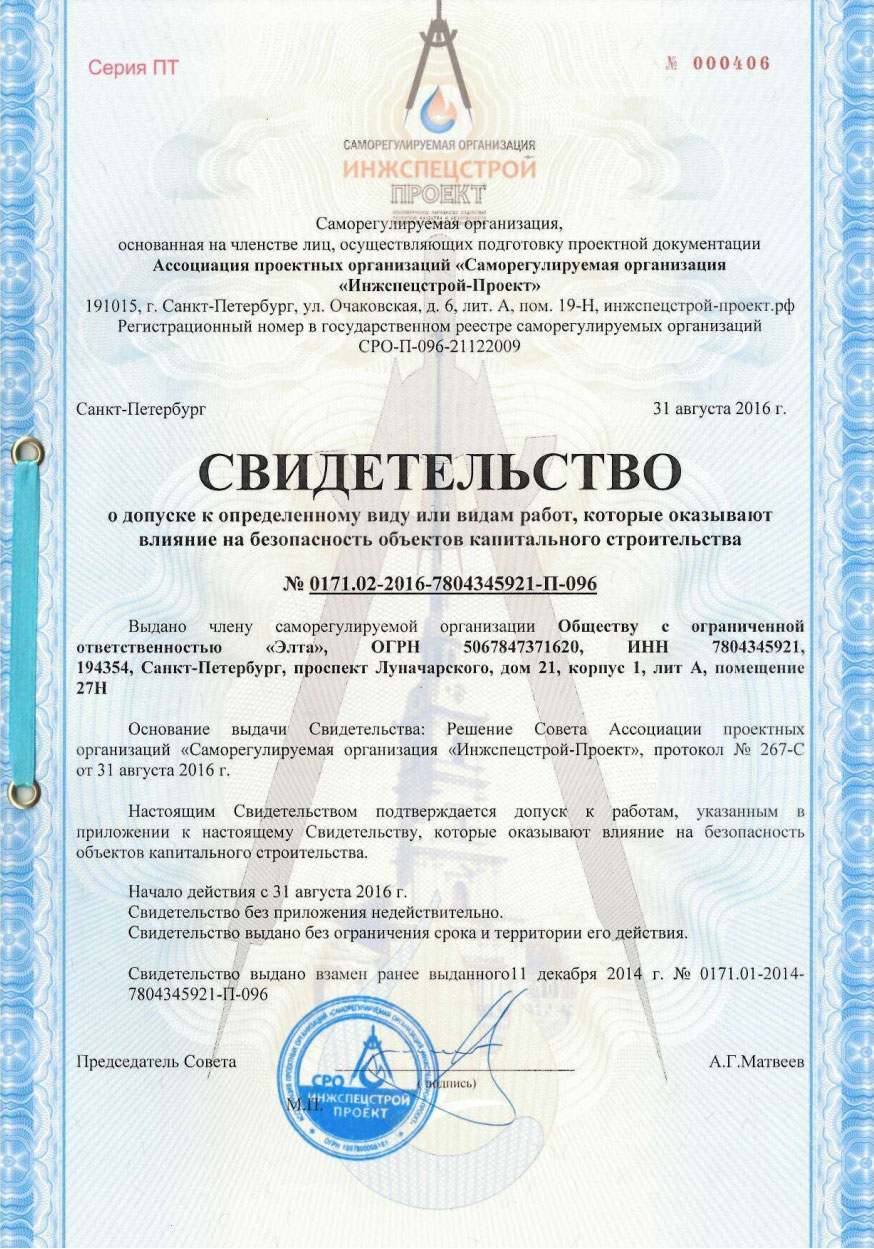 Серия ПТ
№ 000406
САМОРЕГУЛИРУЕМАЯ ОРГАНИЗАЦИЯ
ИНЖСПЕЦСТРОЙ
ПРОЕКТ
Саморегулируемая организация,
основанная на членстве лиц, осуществляющих подготовку проектной документации
Ассоциация проектных организаций «Саморегулируемая организация
«Инжспецстрой-Проект»
191015, г. Санкт-Петербург, ул. Очаковская, д. 6, лит. А, пом. 19-Н, инжспецстрой-проект.рф
Регистрационный номер в государственном реестре саморегулируемых организаций
СРО-П-096-21122009
Санкт-Петербург
31 августа 2016 г.
СВИДЕТЕЛЬСТВО
о допуске к определенному виду или видам работ, которые оказывают
влияние на безопасность объектов капитального строительства
№ 0171.02-2016-7804345921-П-096
Выдано члену саморегулируемой организации Обществу с ограниченной
ответственностью «Элта», ОГРН 5067847371620, ИНН 7804345921,
194354, Санкт-Петербург, проспект Луначарского, дом 21, корпус 1, лит А, помещение
27Н
Основание выдачи Свидетельства: Решение Совета Ассоциации проектных
организаций «Саморегулируемая организация «Инжспецстрой-Проект», протокол № 267-С
от 31 августа 2016 г.
Настоящим Свидетельством подтверждается допуск к работам, указанным в
приложении к настоящему Свидетельству, которые оказывают влияние на безопасность
объектов капитального строительства.
Начало действия с 31 августа 2016 г.
Свидетельство без приложения недействительно.
Свидетельство выдано без ограничения срока и территории его действия.
Свидетельство выдано взамен ранее выданного11 декабря 2014 г. № 0171.01-2014-
7804345921-П-096
Председатель Совета
(подпись)
А.Г.Матвеев
М.П.
СРО
ИНЖСПЕЦСТРОЙ
ПРОЕКТ